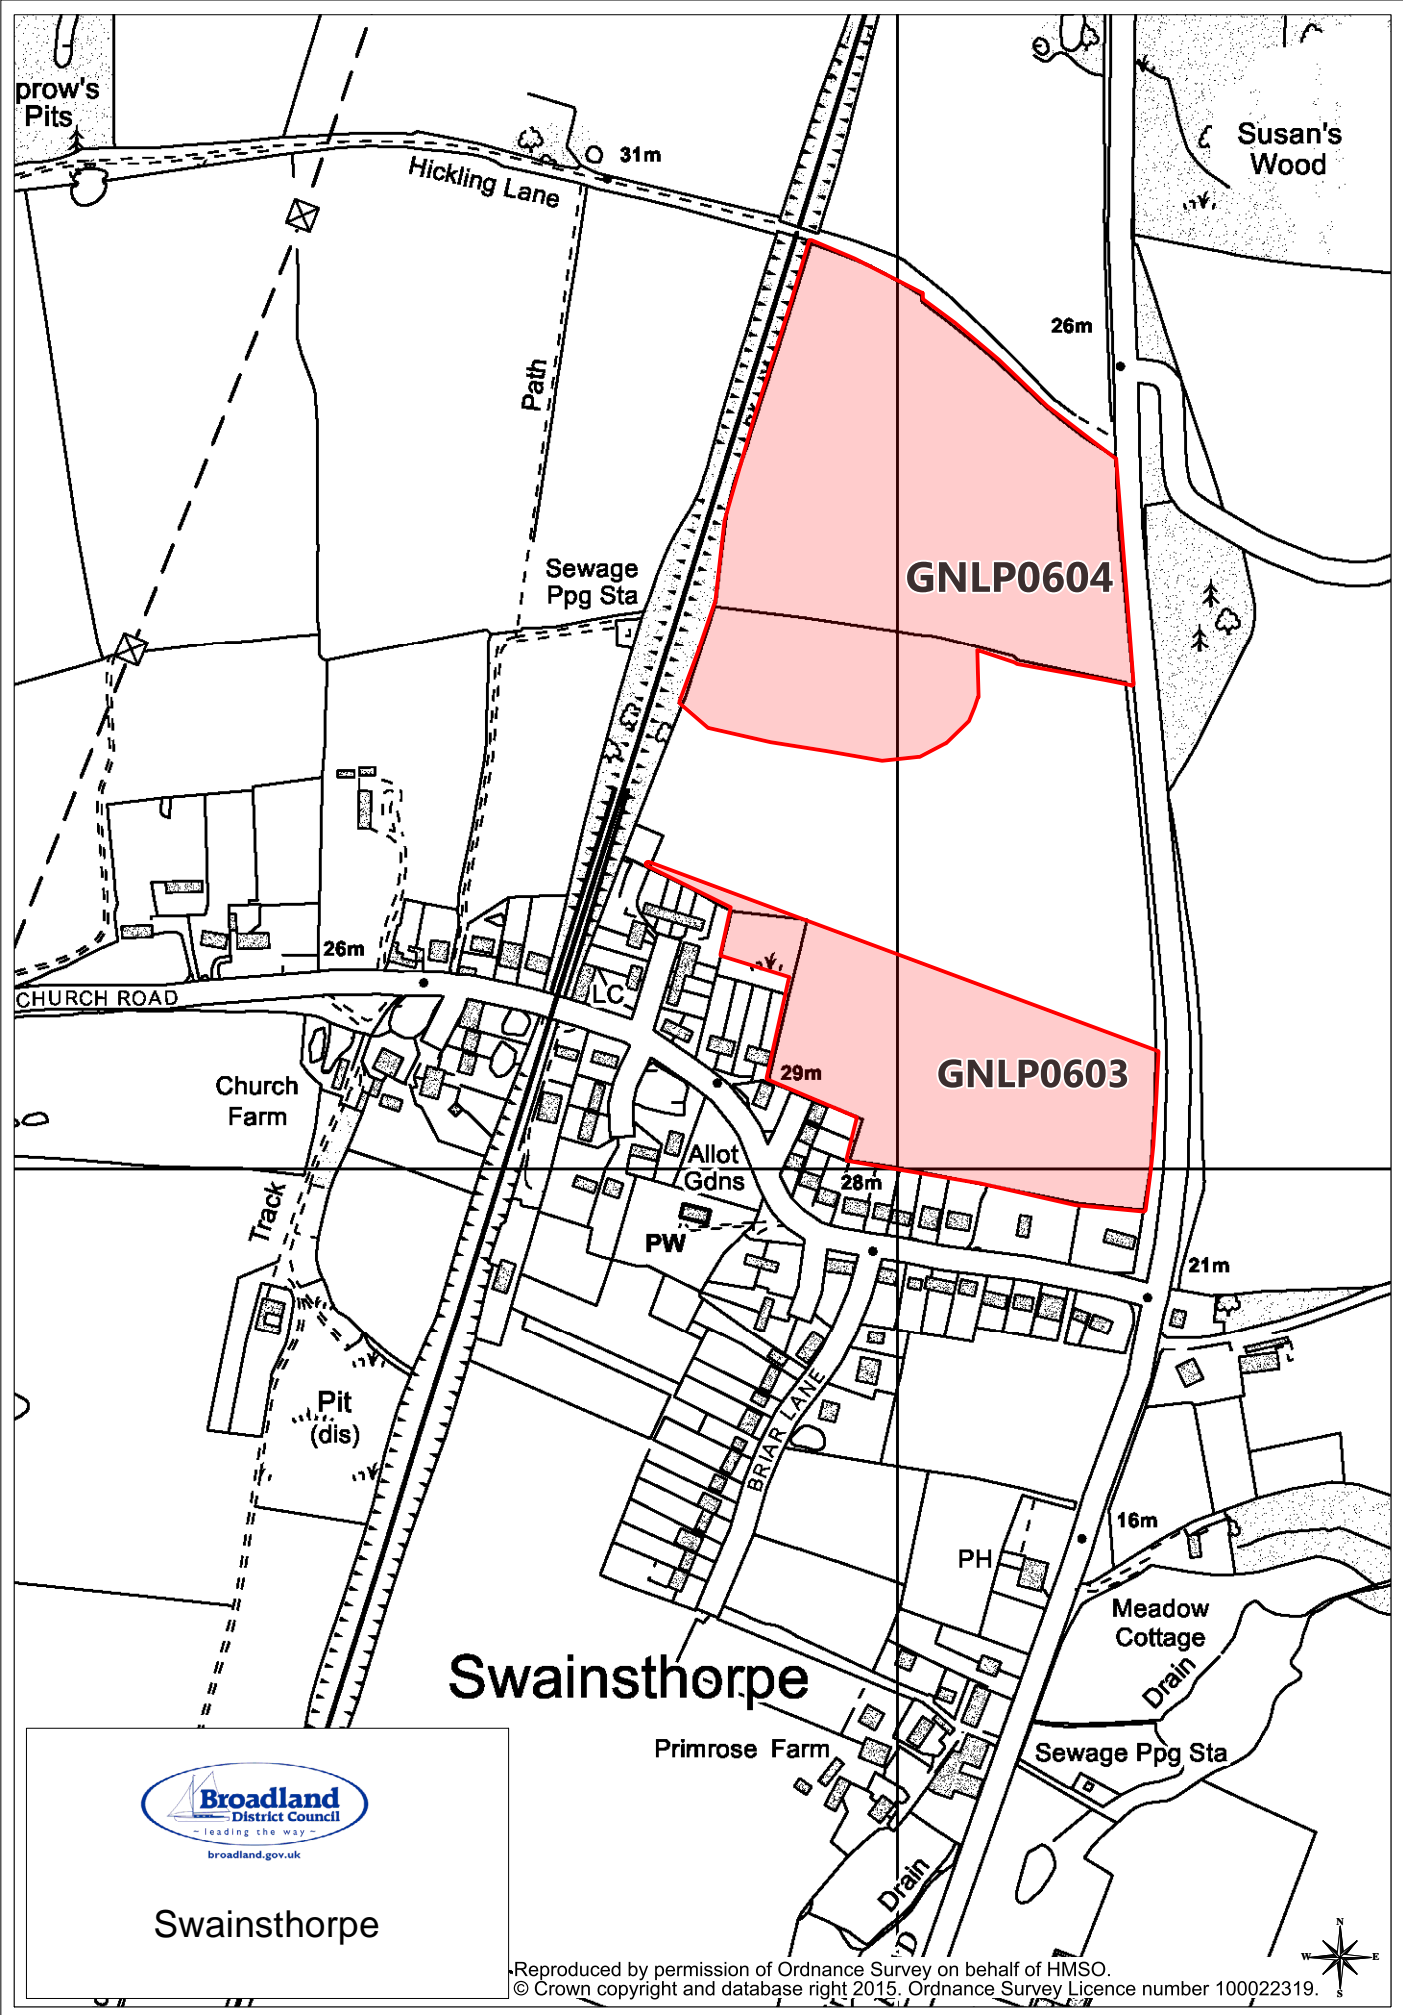 prow's
Pits
Hickling Lane
31m
Susan's
Wood
26m
Path
Sewage
Ppg Sta
GNLP0604
26m
CHURCH ROAD
LC
GNLP0603
29m
Church
Farm
Allot
Gdns
28m
Track
PW
21m
Pit
(dis)
BRIAR LANE
16m
PH
Meadow
Cottage
Swainsthorpe
Drain
Primrose Farm
Sewage Ppg Sta
Drain
D
Broadland
District Council
~ leading the way ~
broadland.gov.uk
Swainsthorpe
N
W E
S
Reproduced by permission of Ordnance Survey on behalf of HMSO.
© Crown copyright and database right 2015. Ordnance Survey Licence number 100022319.